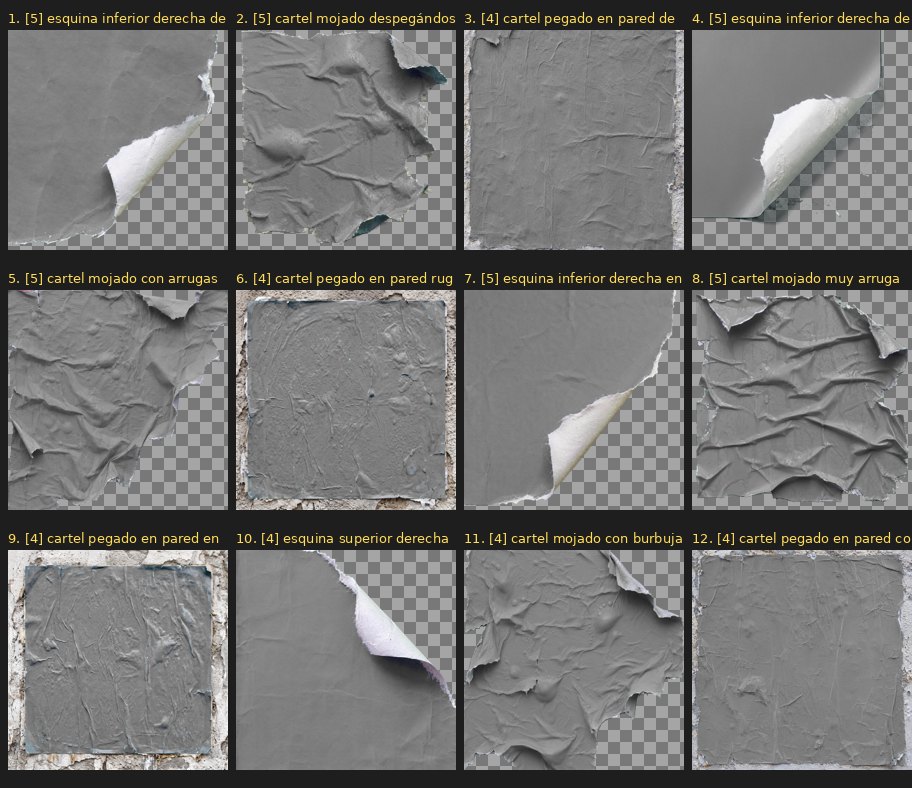 1. [5] esquina inferior derecha de
2. [5] cartel mojado despegándos
3. [4] cartel pegado en pared de
4. [5] esquina inferior derecha de
5. [5] cartel mojado con arrugas
6. [4] cartel pegado en pared rug
7. [5] esquina inferior derecha en
8. [5] cartel mojado muy arruga
9. [4] cartel pegado en pared en
10. [4] esquina superior derecha
11. [4] cartel mojado con burbuja
12. [4] cartel pegado en pared co